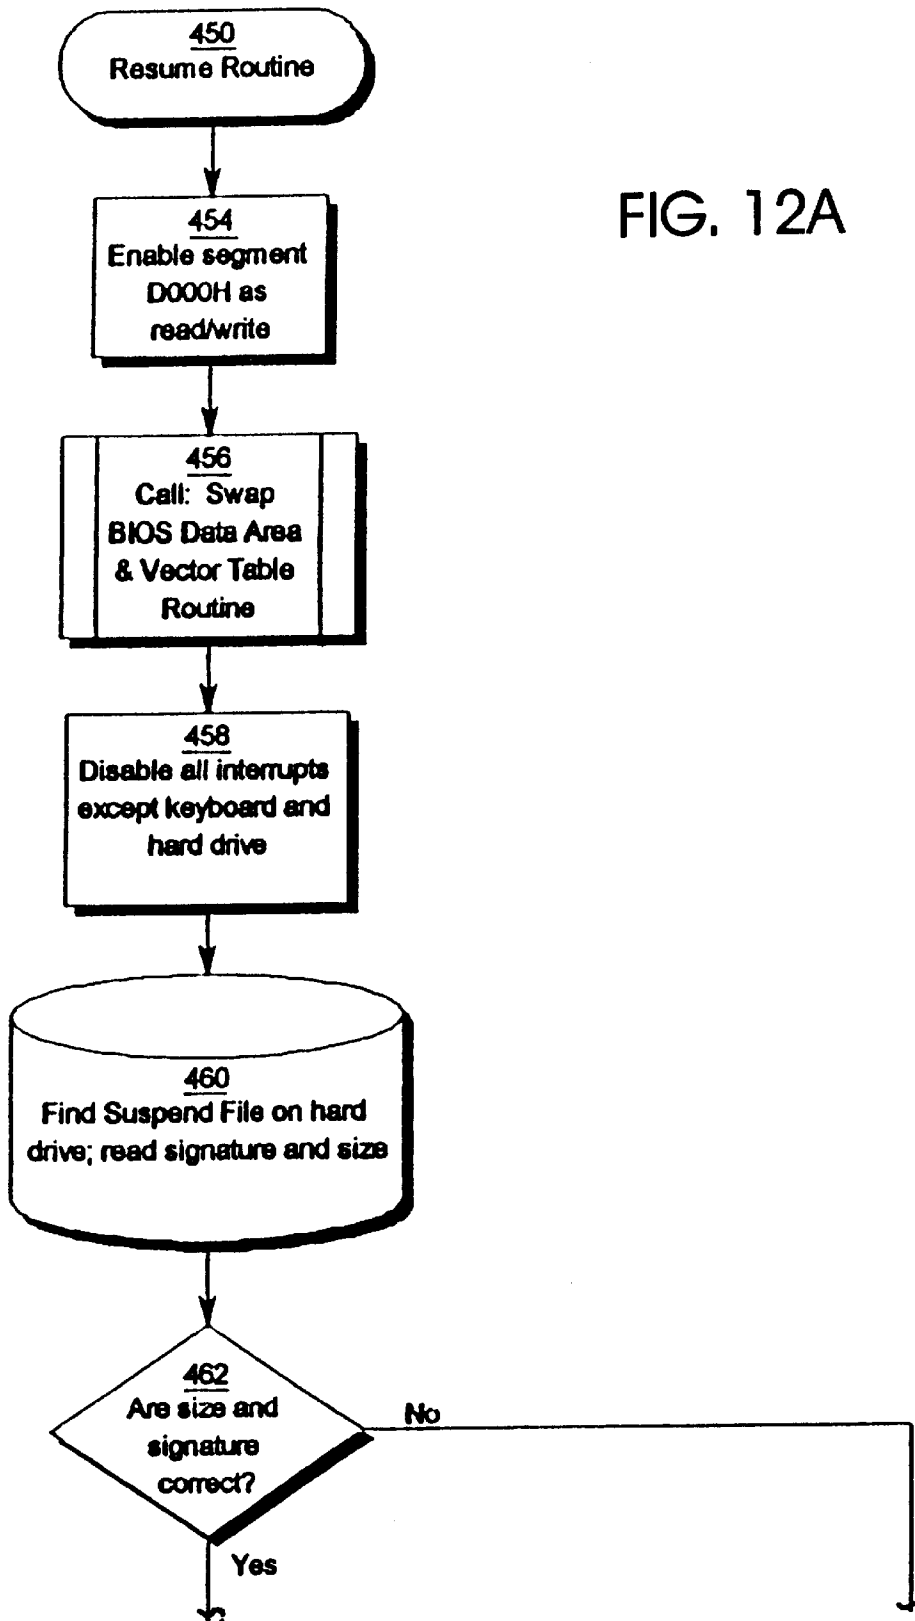 450
Resume Routine
FIG. 12A
454
Enable segment
D000H as
read/write
456
Call: Swap
BIOS Data Area
& Vector Table
Routine
458
Disable all interrupts
except keyboard and
hard drive
460
Find Suspend File on hard
drive; read signature and size
462
Are size and
signature
correct?
No
Yes